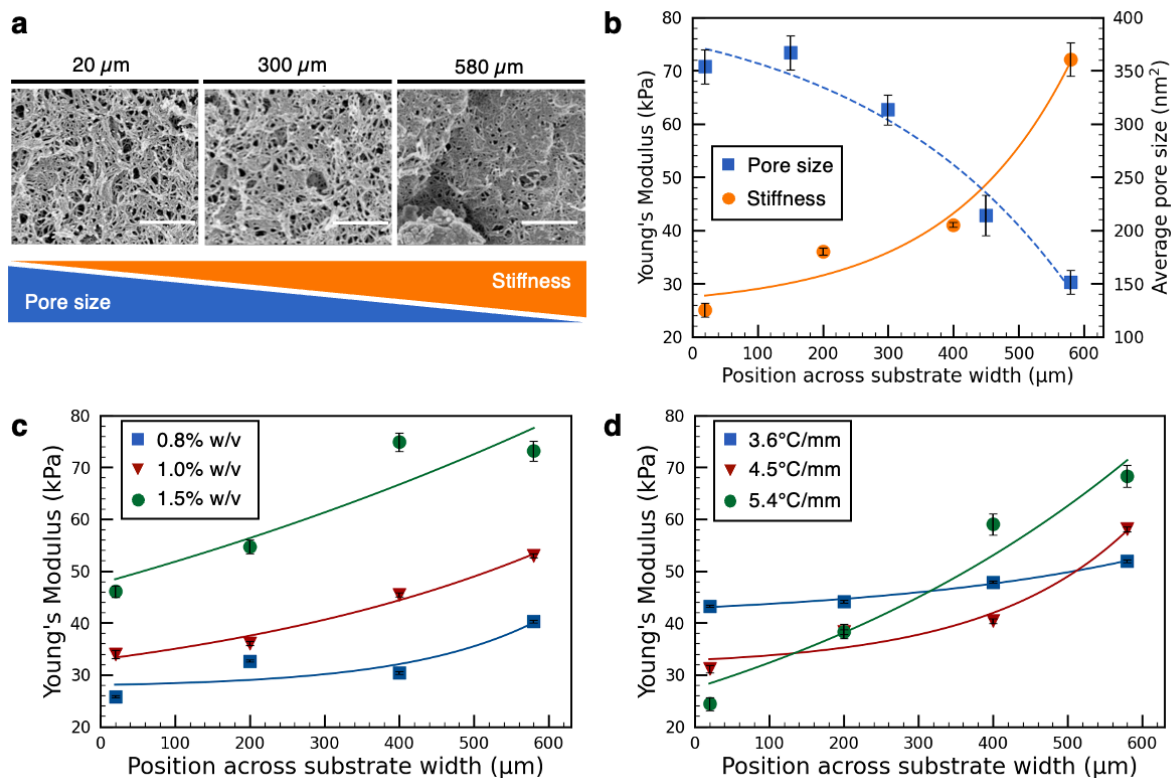 a
20 µm 300 µm 580 µm
Stiffness
Pore size
b
80
70
60
50
40
30
20
Young's Modulus (kPa)
400
350
300
250
200
150
100
Average pore size (nm²)
Pore size
Stiffness
0 100 200 300 400 500 600
Position across substrate width (µm)
c
80
70
60
50
40
30
20
Young's Modulus (kPa)
0.8% w/v
1.0% w/v
1.5% w/v
0 100 200 300 400 500 600
Position across substrate width (µm)
d
80
70
60
50
40
30
20
Young's Modulus (kPa)
3.6°C/mm
4.5°C/mm
5.4°C/mm
0 100 200 300 400 500 600
Position across substrate width (µm)